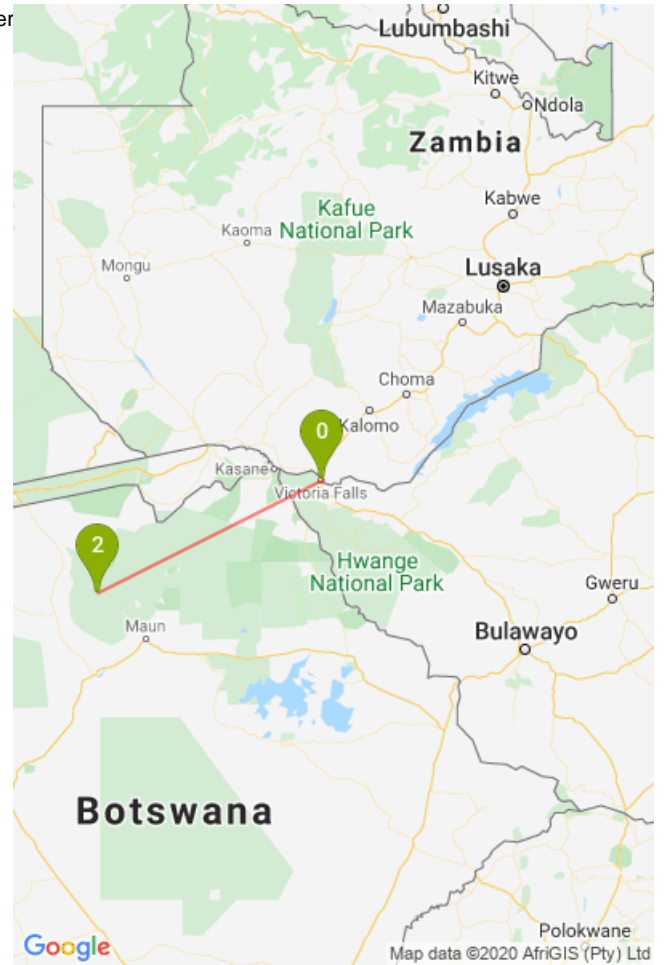 er
Lubumbashi
Kitwe
Ndola
Zambia
Kabwe
Kafue
National Park
Kaoma
Mongu
Lusaka
Mazabuka
Choma
Kalomo
0
Kasane
Victoria Falls
2
Hwange
National Park
Gweru
Maun
Bulawayo
Botswana
Polokwane
Google
Map data ©2020 AfriGIS (Pty) Ltd